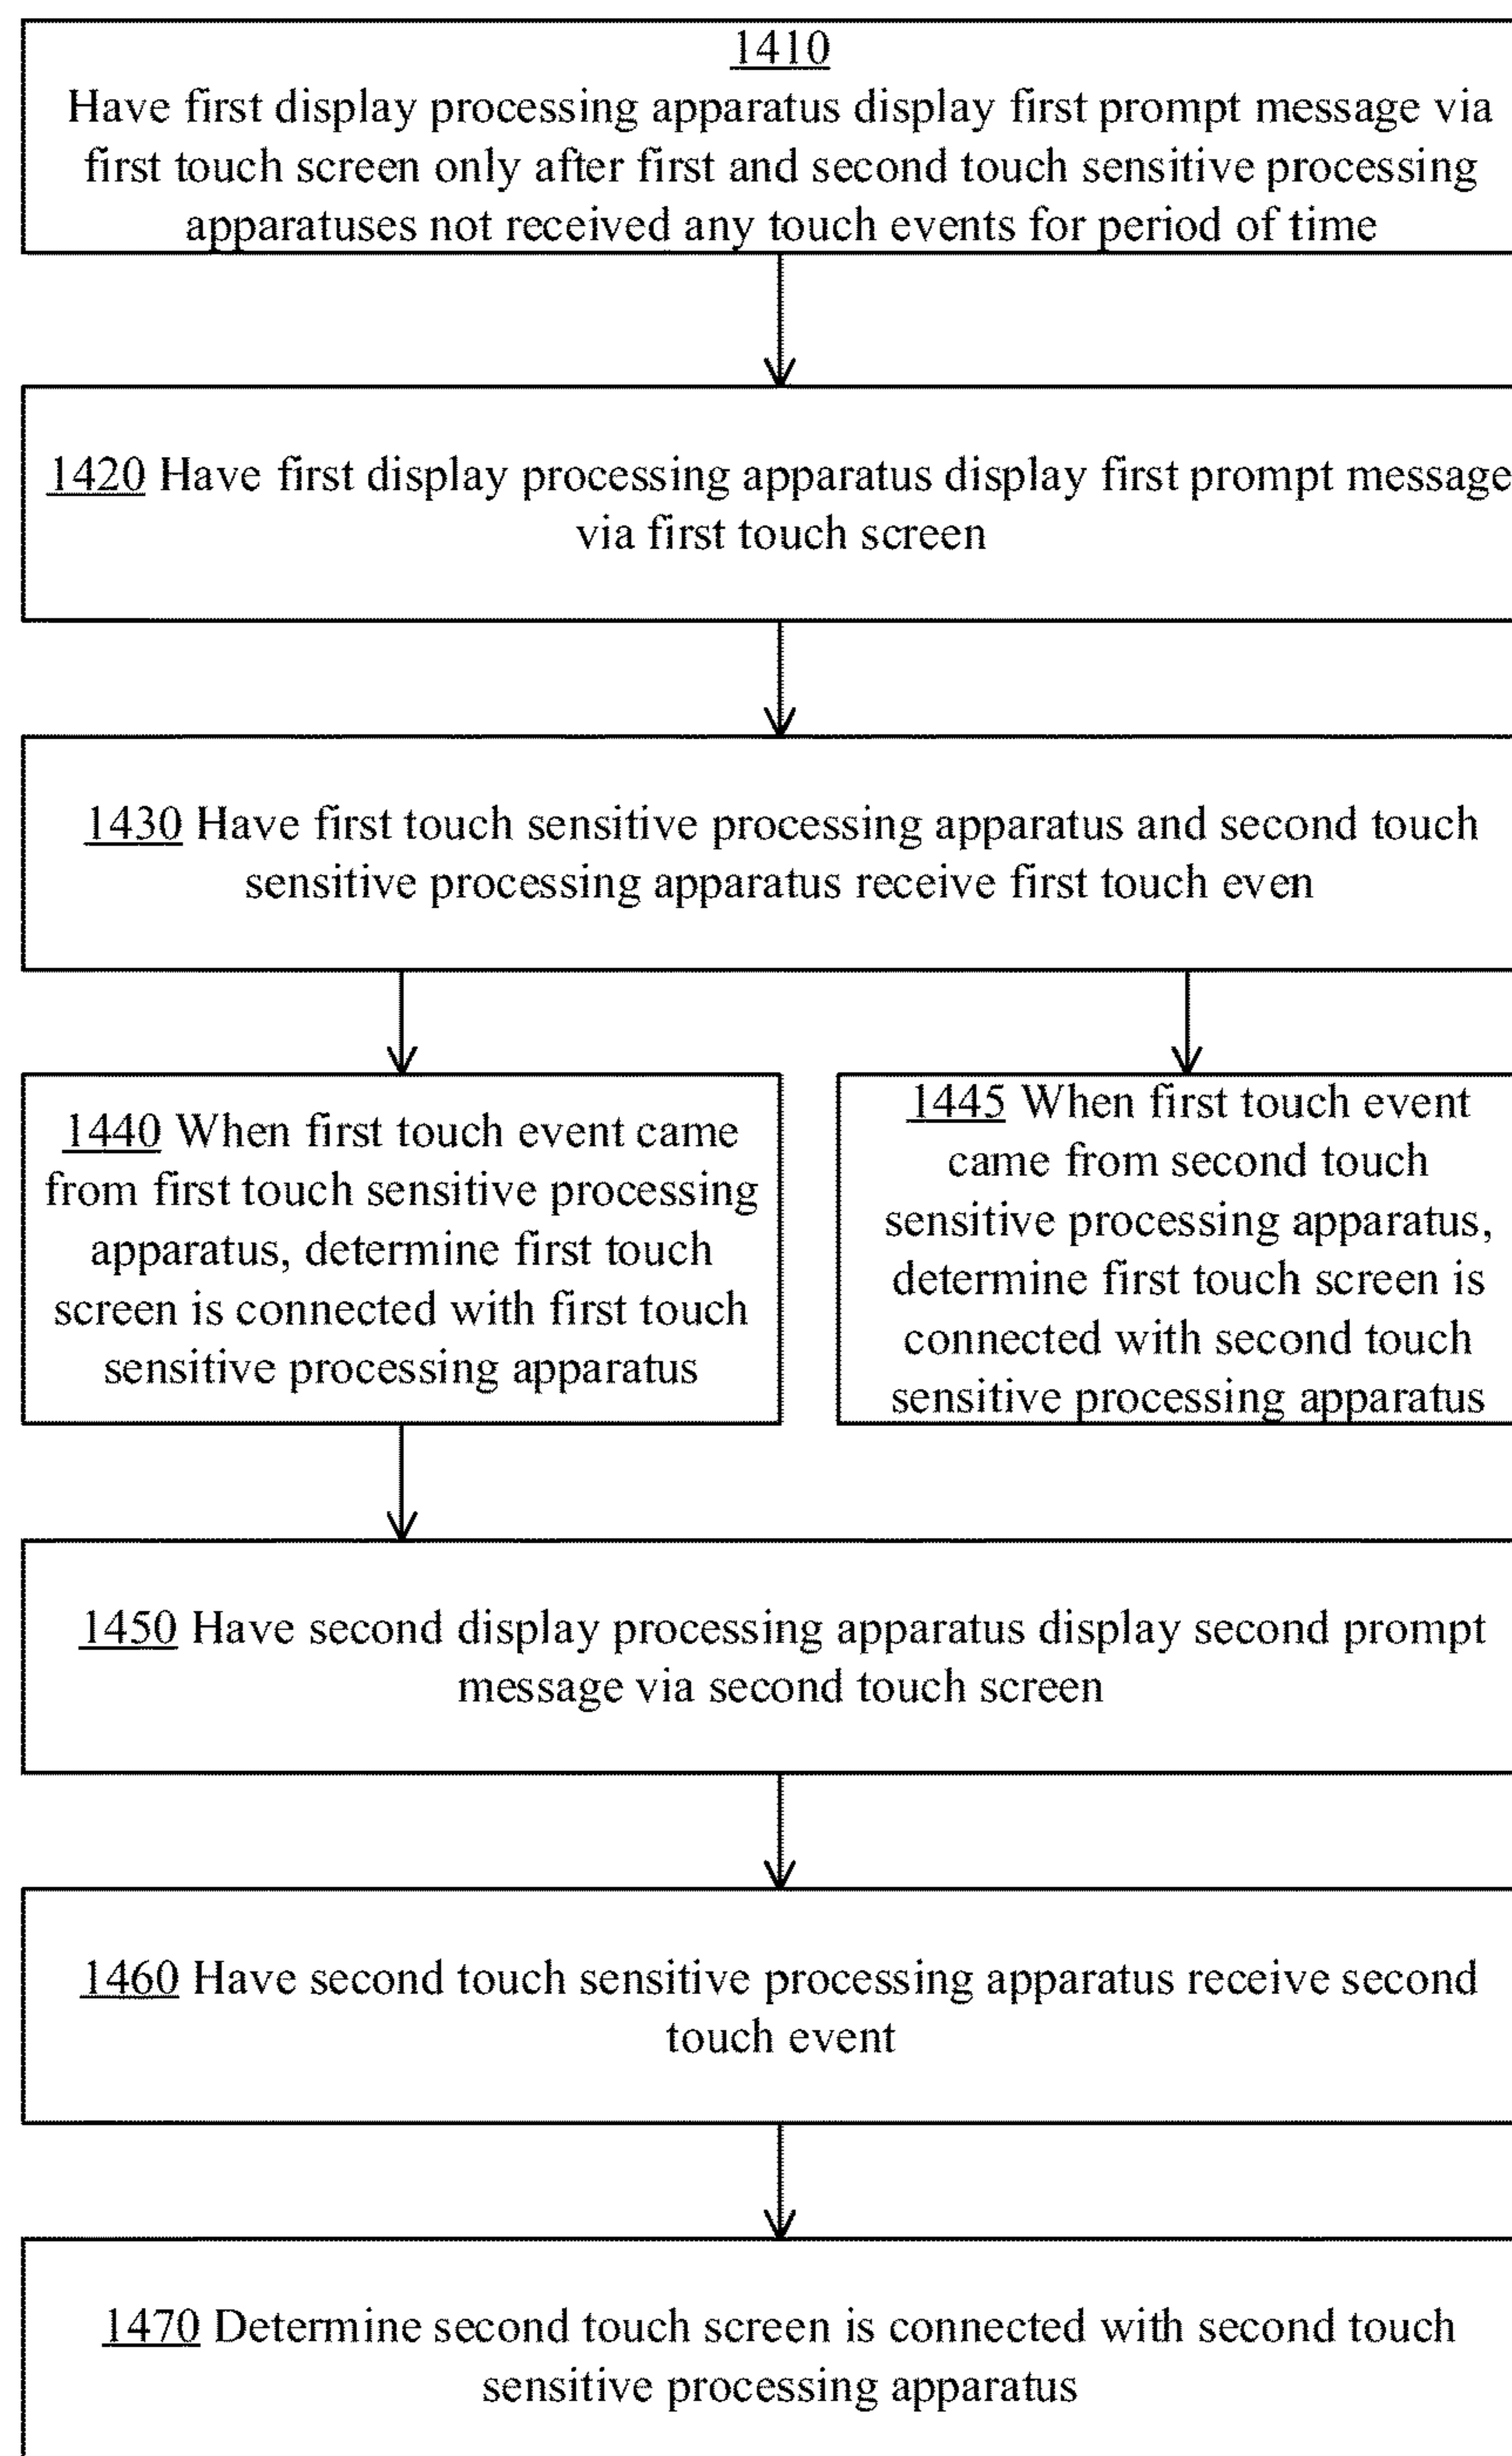 1410
Have first display processing apparatus display first prompt message via
first touch screen only after first and second touch sensitive processing
apparatuses not received any touch events for period of time
1420 Have first display processing apparatus display first prompt message
via first touch screen
1430 Have first touch sensitive processing apparatus and second touch
sensitive processing apparatus receive first touch even
1440 When first touch event came
from first touch sensitive processing
apparatus, determine first touch
screen is connected with first touch
sensitive processing apparatus
1445 When first touch event
came from second touch
sensitive processing apparatus,
determine first touch screen is
connected with second touch
sensitive processing apparatus
1450 Have second display processing apparatus display second prompt
message via second touch screen
1460 Have second touch sensitive processing apparatus receive second
touch event
1470 Determine second touch screen is connected with second touch
sensitive processing apparatus